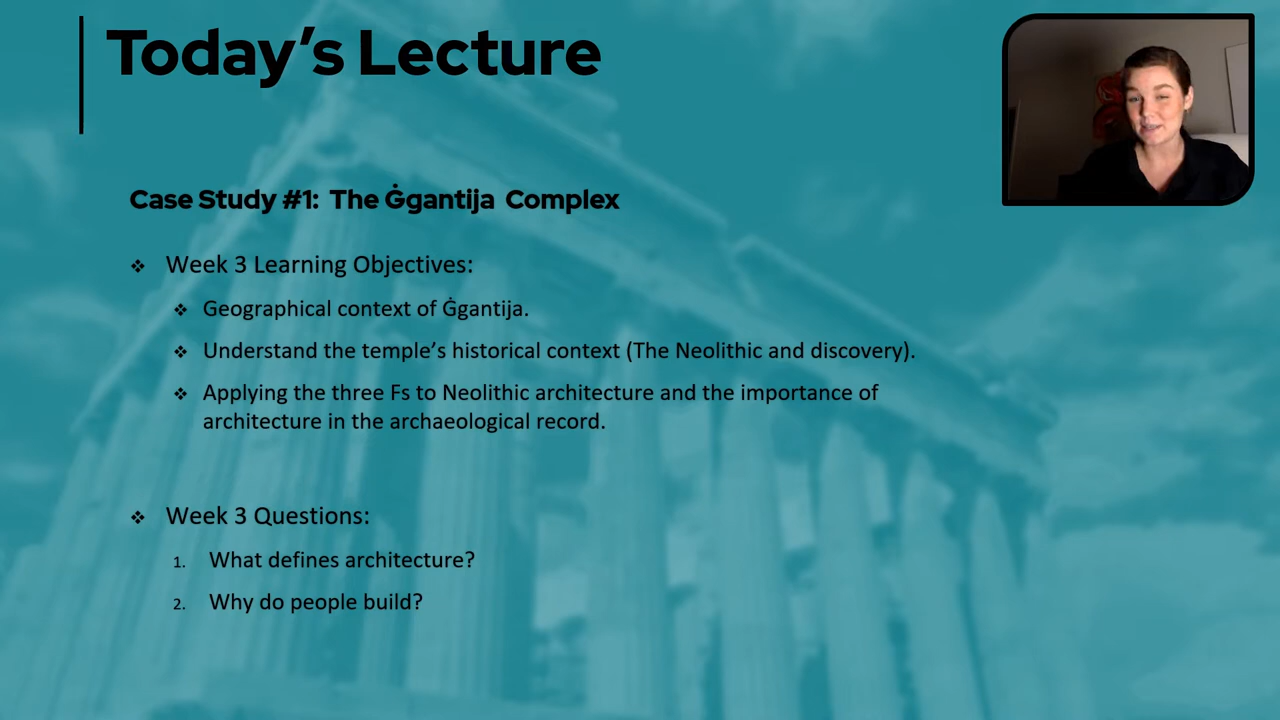 Today’s Lecture
Case Study #1: The Ġgantija Complex
Week 3 Learning Objectives:
Geographical context of Ġgantija.
Understand the temple’s historical context (The Neolithic and discovery).
Applying the three Fs to Neolithic architecture and the importance of
architecture in the archaeological record.
Week 3 Questions:
1. What defines architecture?
2. Why do people build?